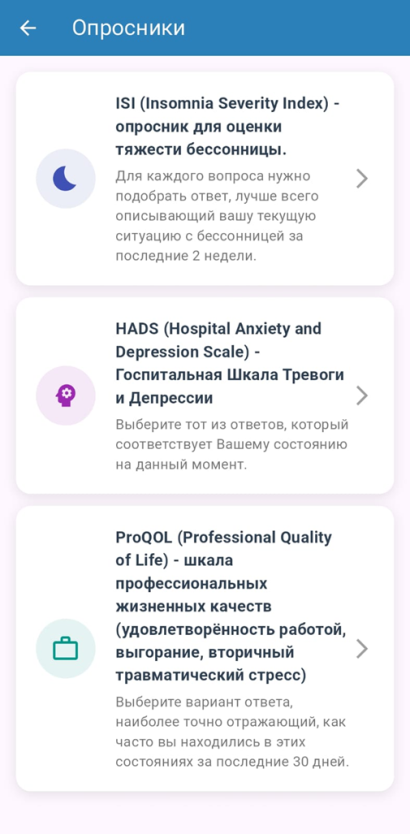 Опросники
ISI (Insomnia Severity Index) -
опросник для оценки
тяжести бессонницы.
Для каждого вопроса нужно
подобрать ответ, лучше всего
описывающий вашу текущую
ситуацию с бессонницей за
последние 2 недели.
HADS (Hospital Anxiety and
Depression Scale) -
Госпитальная Шкала Тревоги
и Депрессии
Выберите тот из ответов, который
соответствует Вашему состоянию
на данный момент.
ProQOL (Professional Quality
of Life) - шкала
профессиональных
жизненных качеств
(удовлетворённость работой,
выгорание, вторичный
травматический стресс)
Выберите вариант ответа,
наиболее точно отражающий, как
часто вы находились в этих
состояниях за последние 30 дней.